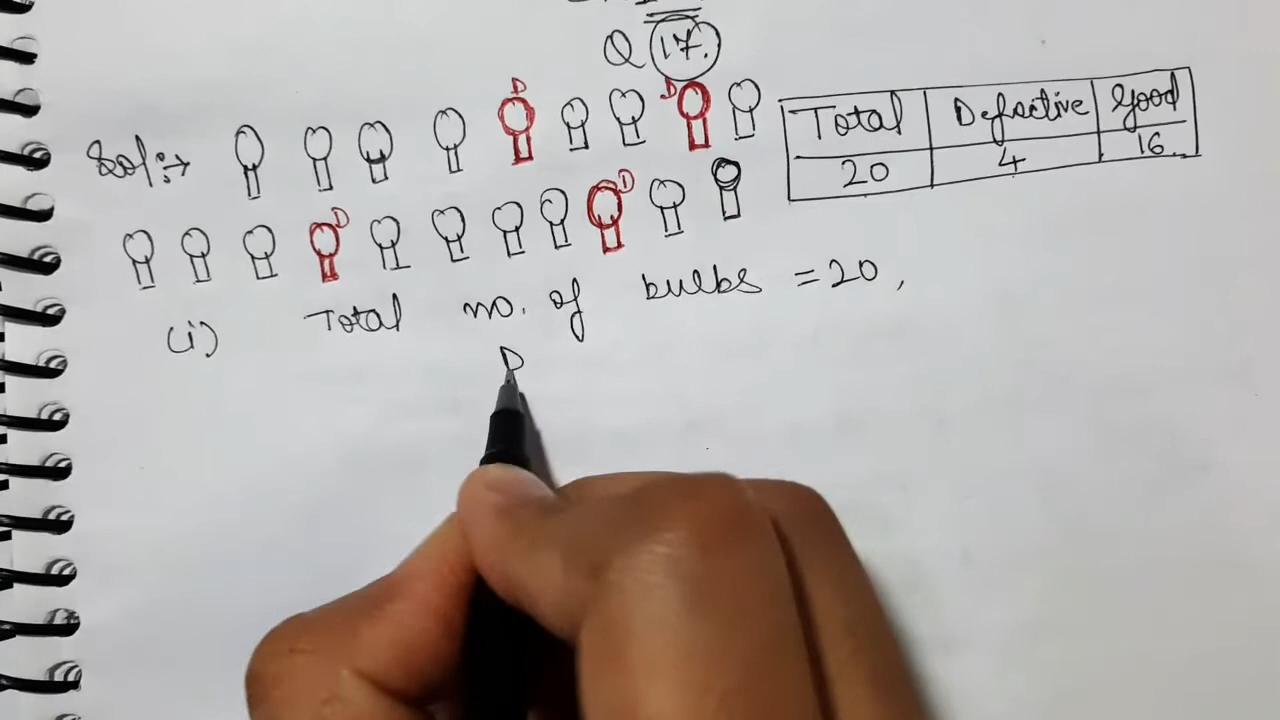 Q 17.
D D
Sol:→
Total Defective Good
20 4 16
D D
(i) Total no. of bulbs = 20,
D